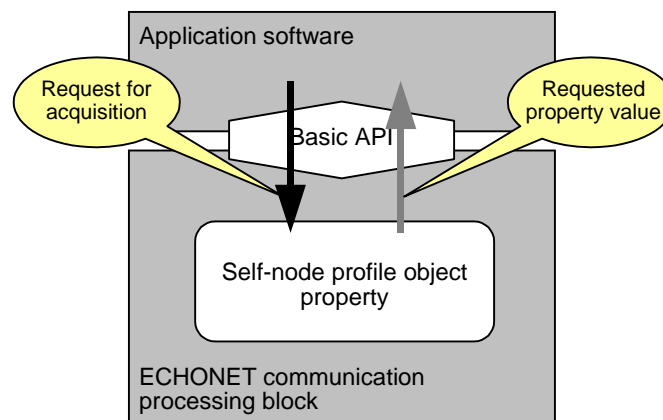 Application software
Request for
acquisition
Requested
property value
Basic API
Self-node profile object
property
ECHONET communication
processing block